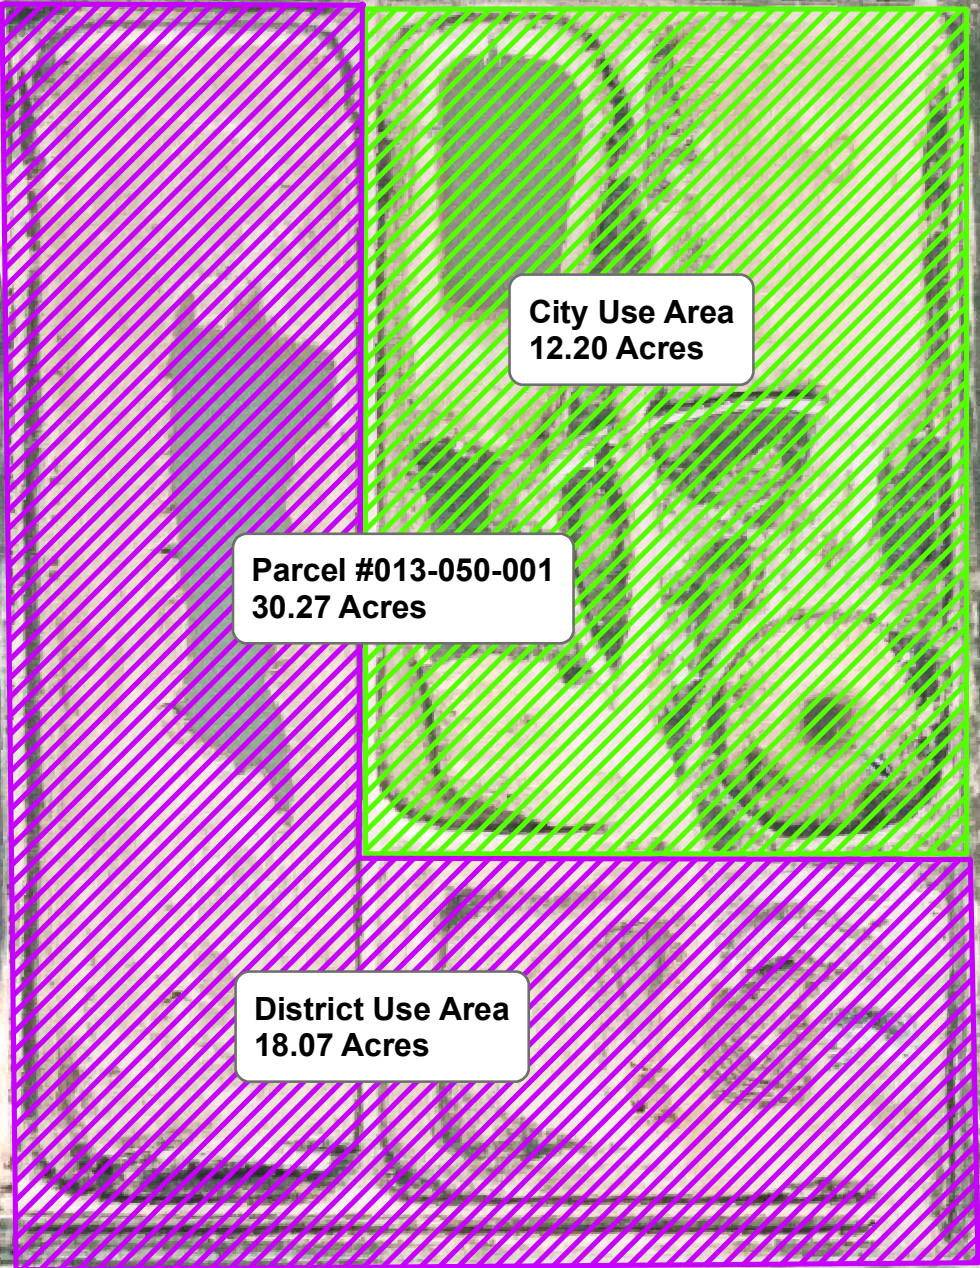 City Use Area
12.20 Acres
Parcel #013-050-001
30.27 Acres
District Use Area
18.07 Acres